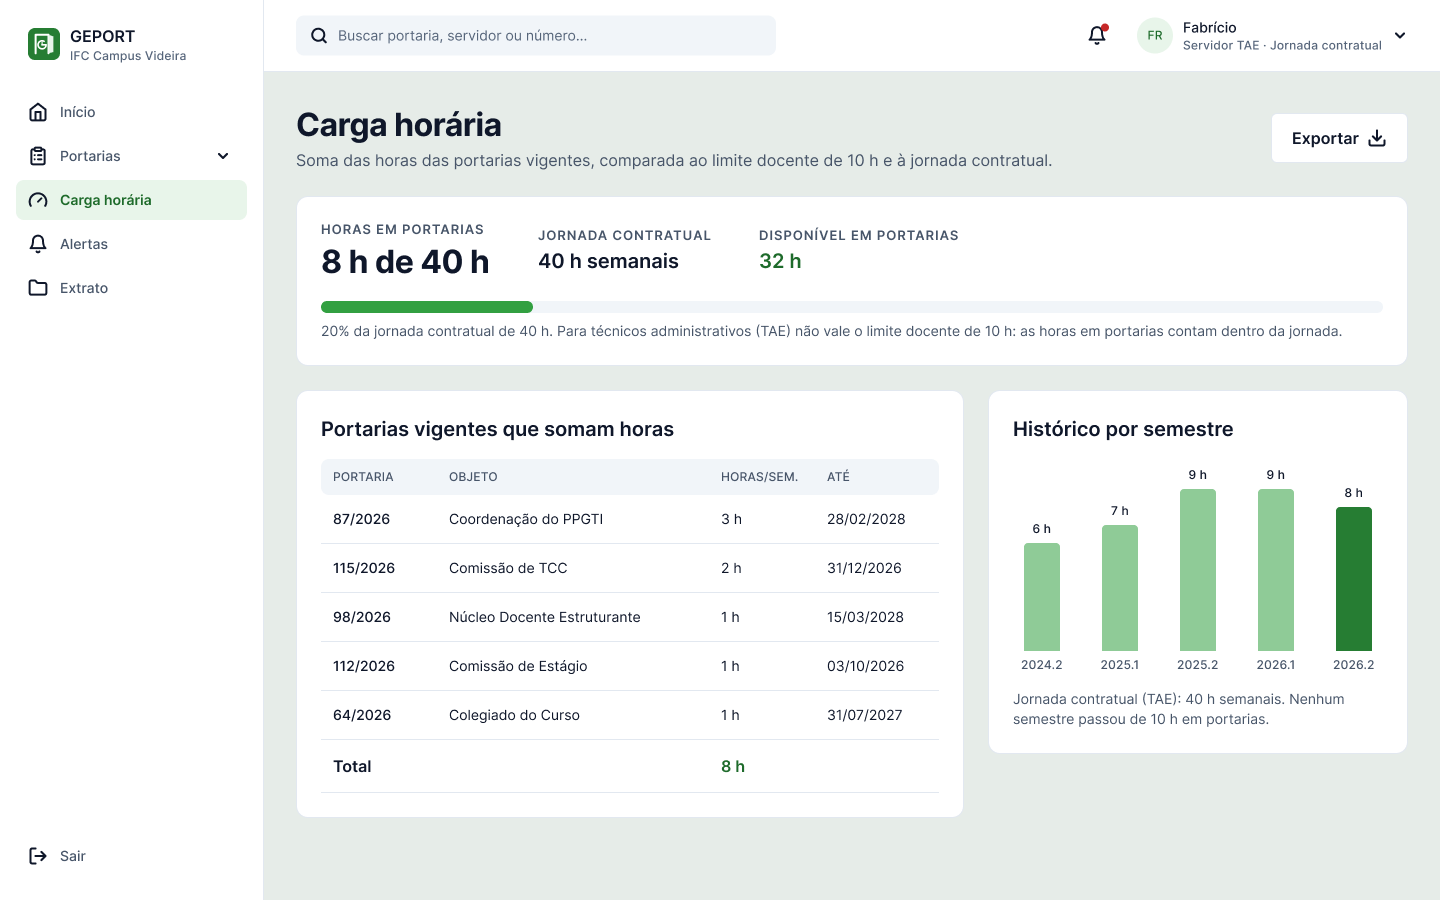 GEPORT
IFC Campus Videira
Início
Portarias
Carga horária
Alertas
Extrato
Sair
Buscar portaria, servidor ou número...
FR
Fabrício
Servidor TAE · Jornada contratual
Carga horária
Soma das horas das portarias vigentes, comparada ao limite docente de 10 h e à jornada contratual.
Exportar
HORAS EM PORTARIAS
8 h de 40 h
JORNADA CONTRATUAL
40 h semanais
DISPONÍVEL EM PORTARIAS
32 h
20% da jornada contratual de 40 h. Para técnicos administrativos (TAE) não vale o limite docente de 10 h: as horas em portarias contam dentro da jornada.
Portarias vigentes que somam horas
PORTARIA OBJETO HORAS/SEM. ATÉ
87/2026 Coordenação do PPGTI 3 h 28/02/2028
115/2026 Comissão de TCC 2 h 31/12/2026
98/2026 Núcleo Docente Estruturante 1 h 15/03/2028
112/2026 Comissão de Estágio 1 h 03/10/2026
64/2026 Colegiado do Curso 1 h 31/07/2027
Total 8 h
Histórico por semestre
6 h 7 h 9 h 9 h 8 h
2024.2 2025.1 2025.2 2026.1 2026.2
Jornada contratual (TAE): 40 h semanais. Nenhum
semestre passou de 10 h em portarias.